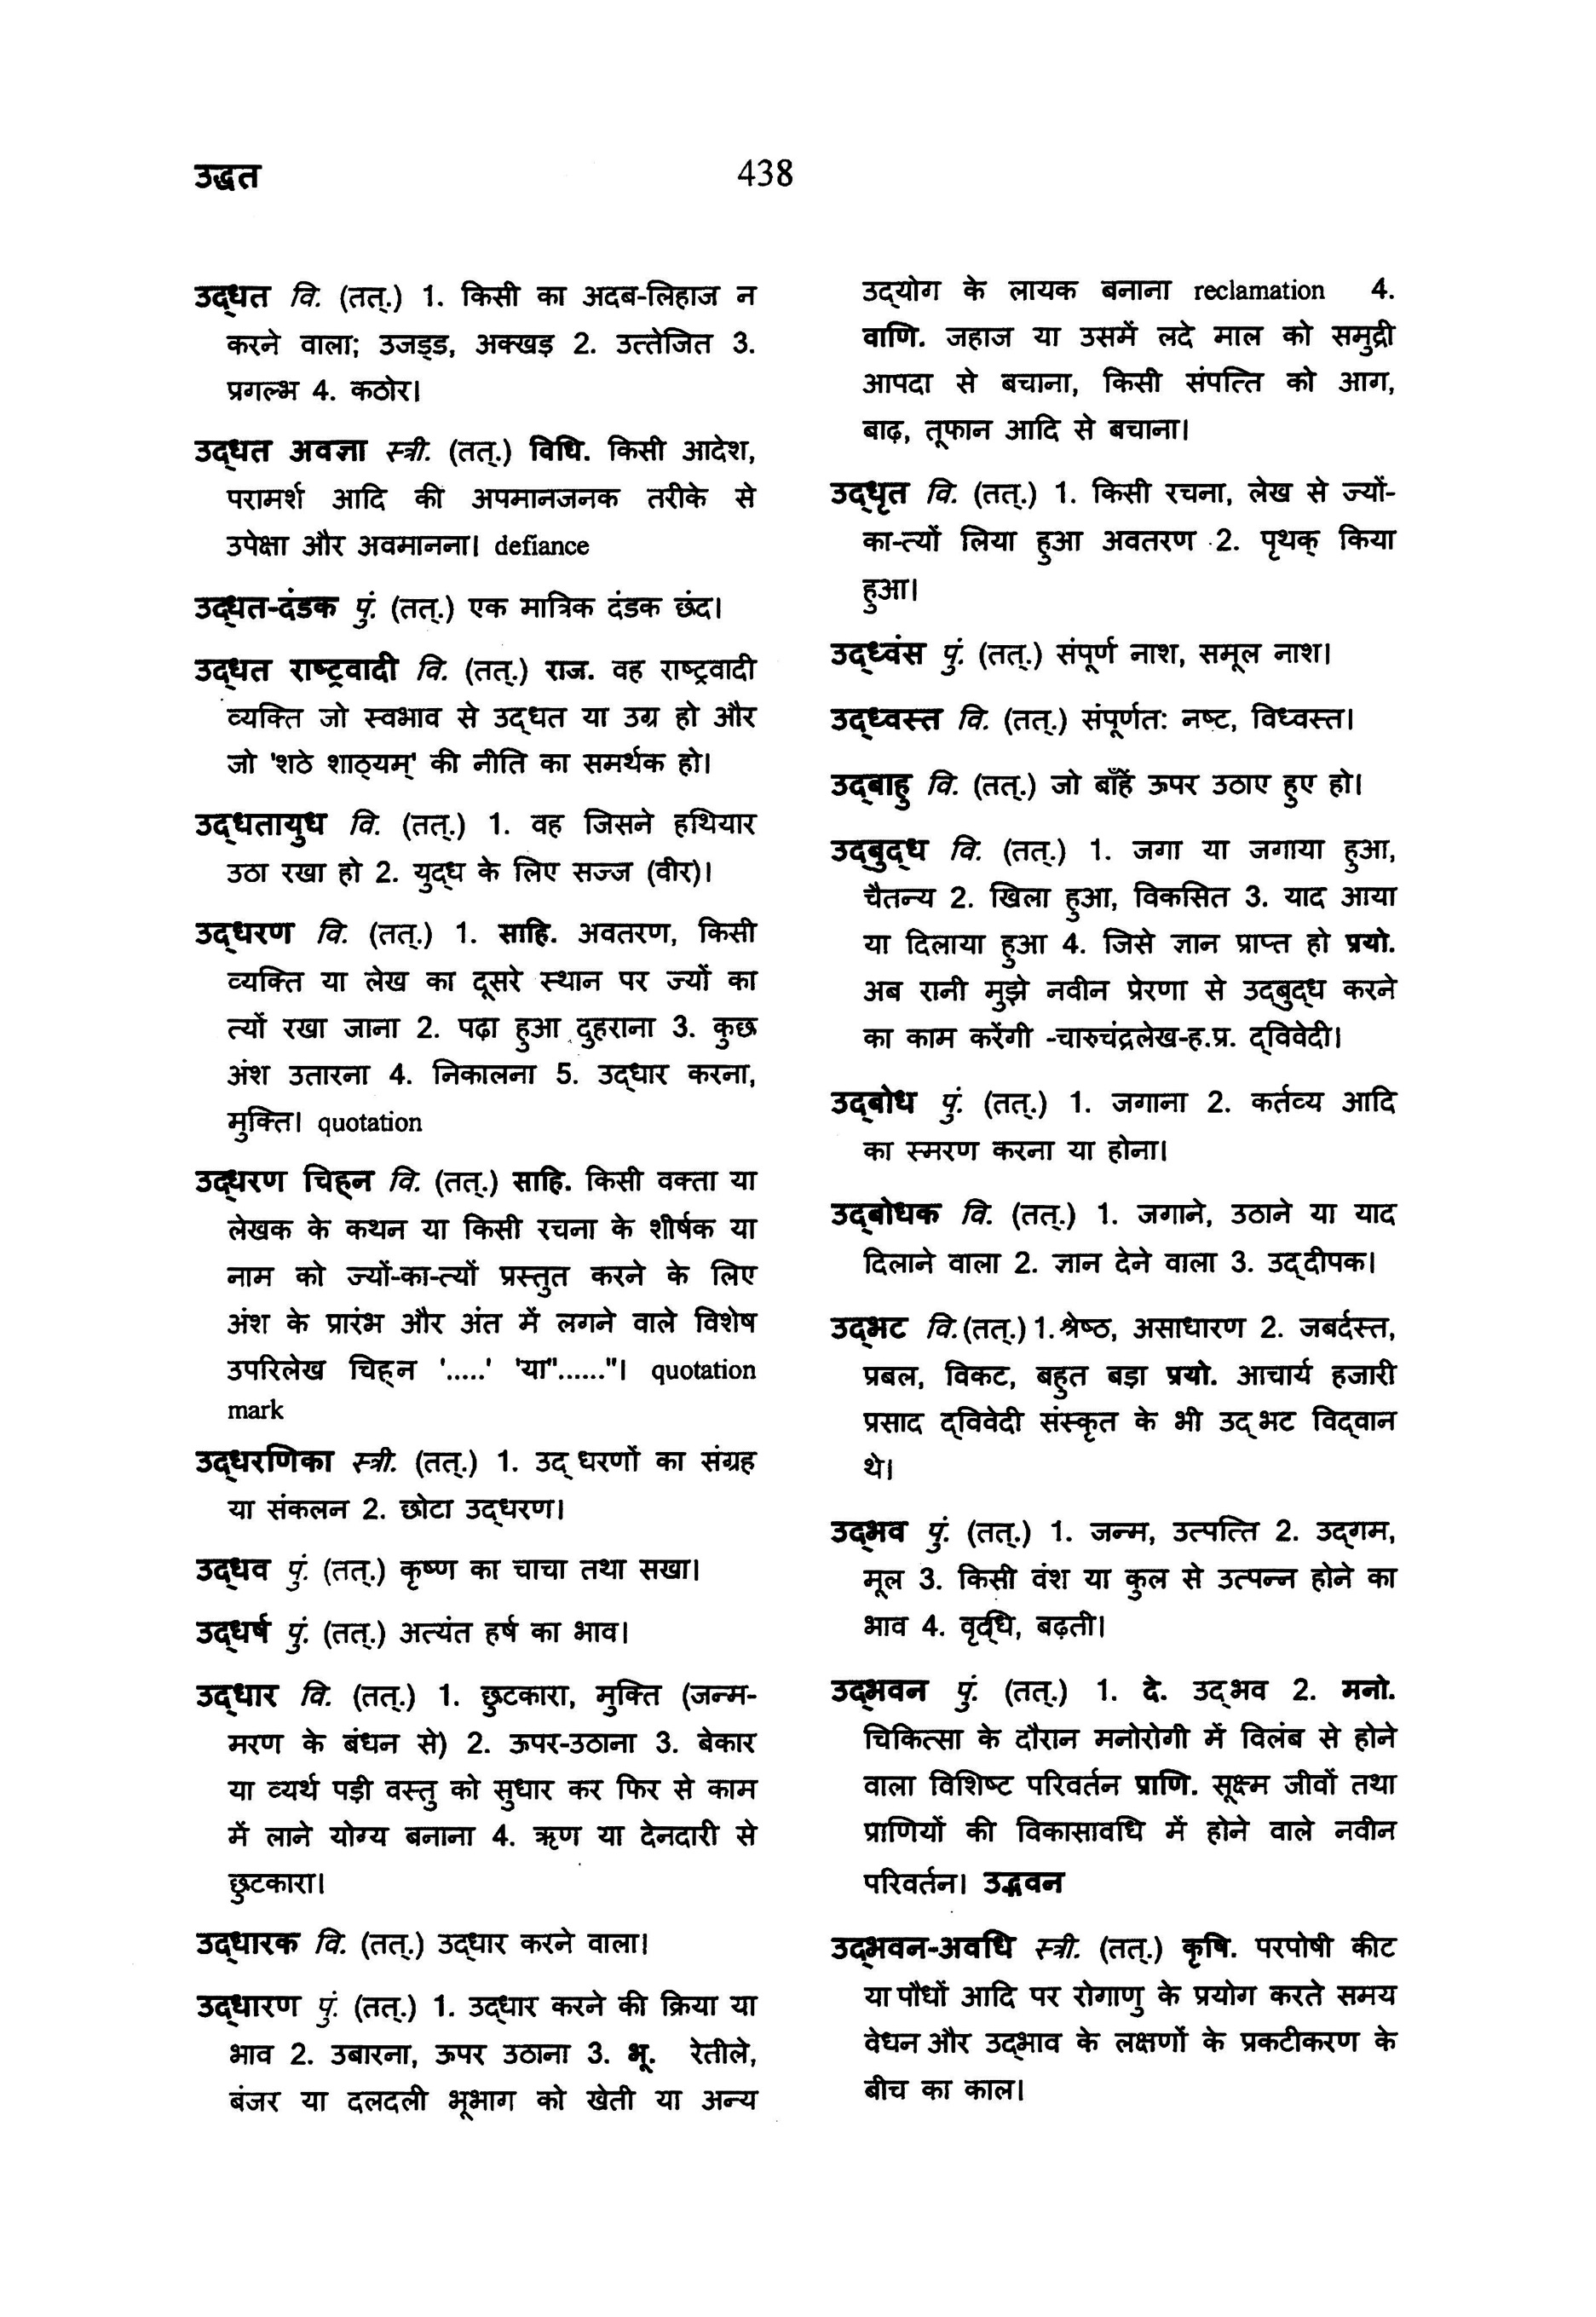 उद्धत
438
उद्‌धत वि. (तत्.) 1. किसी का अदब-लिहाज न
करने वाला; उजड्‌ड, अक्खड़ 2. उत्तेजित 3.
प्रगल्भ 4. कठोर।
उद्‌धत अवज्ञा स्त्री. (तत्.) विधि. किसी आदेश,
परामर्श आदि की अपमानजनक तरीके से
उपेक्षा और अवमानना। defiance
उद्‌धत-दंडक पुं. (तत्.) एक मात्रिक दंडक छंद।
उद्‌धत राष्ट्रवादी वि. (तत्.) राज. वह राष्ट्रवादी
व्यक्ति जो स्वभाव से उद्‌धत या उग्र हो और
जो 'शठे शाठ्‌यम्' की नीति का समर्थक हो।
उद्‌धतायुध वि. (तत्.) 1. वह जिसने हथियार
उठा रखा हो 2. युद्‌ध के लिए सज्ज (वीर)।
उद्‌धरण वि. (तत्.) 1. साहि. अवतरण, किसी
व्यक्ति या लेख का दूसरे स्थान पर ज्यों का
त्यों रखा जाना 2. पढ़ा हुआ दुहराना 3. कुछ
अंश उतारना 4. निकालना 5. उद्‌धार करना,
मुक्ति। quotation
उद्‌धरण चिह्‌न वि. (तत्.) साहि. किसी वक्ता या
लेखक के कथन या किसी रचना के शीर्षक या
नाम को ज्यों-का-त्यों प्रस्तुत करने के लिए
अंश के प्रारंभ और अंत में लगने वाले विशेष
उपरिलेख चिह्‌न '.....' 'या"......"। quotation
mark
उद्‌धरणिका स्त्री. (तत्.) 1. उद्‌ धरणों का संग्रह
या संकलन 2. छोटा उद्‌धरण।
उद्‌धव पुं. (तत्.) कृष्ण का चाचा तथा सखा।
उद्‌धर्ष पुं. (तत्.) अत्यंत हर्ष का भाव।
उद्‌धार वि. (तत्.) 1. छुटकारा, मुक्ति (जन्म-
मरण के बंधन से) 2. ऊपर-उठाना 3. बेकार
या व्यर्थ पड़ी वस्तु को सुधार कर फिर से काम
में लाने योग्य बनाना 4. ऋण या देनदारी से
छुटकारा।
उद्‌धारक वि. (तत्.) उद्‌धार करने वाला।
उद्‌धारण पुं. (तत्.) 1. उद्‌धार करने की क्रिया या
भाव 2. उबारना, ऊपर उठाना 3. भू. रेतीले,
बंजर या दलदली भूभाग को खेती या अन्य
उद्‌योग के लायक बनाना reclamation 4.
वाणि. जहाज या उसमें लदे माल को समुद्री
आपदा से बचाना, किसी संपत्ति को आग,
बाढ़, तूफान आदि से बचाना।
उद्‌धृत वि. (तत्.) 1. किसी रचना, लेख से ज्यों-
का-त्यों लिया हुआ अवतरण 2. पृथक् किया
हुआ।
उद्‌ध्वंस पुं. (तत्.) संपूर्ण नाश, समूल नाश।
उद्‌ध्वस्त वि. (तत्.) संपूर्णत: नष्ट, विध्वस्त।
उद्‌बाहु वि. (तत्.) जो बाँहें ऊपर उठाए हुए हो।
उद्‌बुद्‌ध वि. (तत्.) 1. जगा या जगाया हुआ,
चैतन्य 2. खिला हुआ, विकसित 3. याद आया
या दिलाया हुआ 4. जिसे ज्ञान प्राप्त हो प्रयो.
अब रानी मुझे नवीन प्रेरणा से उद्‌बुद्‌ध करने
का काम करेंगी -चारुचंद्रलेख-ह.प्र. द्‌विवेदी।
उद्‌बोध पुं. (तत्.) 1. जगाना 2. कर्तव्य आदि
का स्मरण करना या होना।
उद्‌बोधक वि. (तत्.) 1. जगाने, उठाने या याद
दिलाने वाला 2. ज्ञान देने वाला 3. उद्‌दीपक।
उद्‌भट वि.(तत्.) 1.श्रेष्ठ, असाधारण 2. जबर्दस्त,
प्रबल, विकट, बहुत बड़ा प्रयो. आचार्य हजारी
प्रसाद द्‌विवेदी संस्कृत के भी उद्‌भट विद्‌वान
थे।
उद्‌भव पुं. (तत्.) 1. जन्म, उत्पत्ति 2. उद्‌गम,
मूल 3. किसी वंश या कुल से उत्पन्न होने का
भाव 4. वृद्‌धि, बढ़ती।
उद्‌भवन पुं. (तत्.) 1. दे. उद्‌भव 2. मनो.
चिकित्सा के दौरान मनोरोगी में विलंब से होने
वाला विशिष्ट परिवर्तन प्राणि. सूक्ष्म जीवों तथा
प्राणियों की विकासावधि में होने वाले नवीन
परिवर्तन। उद्भवन
उद्‌भवन-अवधि स्त्री. (तत्.) कृषि. परपोषी कीट
या पौधों आदि पर रोगाणु के प्रयोग करते समय
वेधन और उद्‌भाव के लक्षणों के प्रकटीकरण के
बीच का काल।